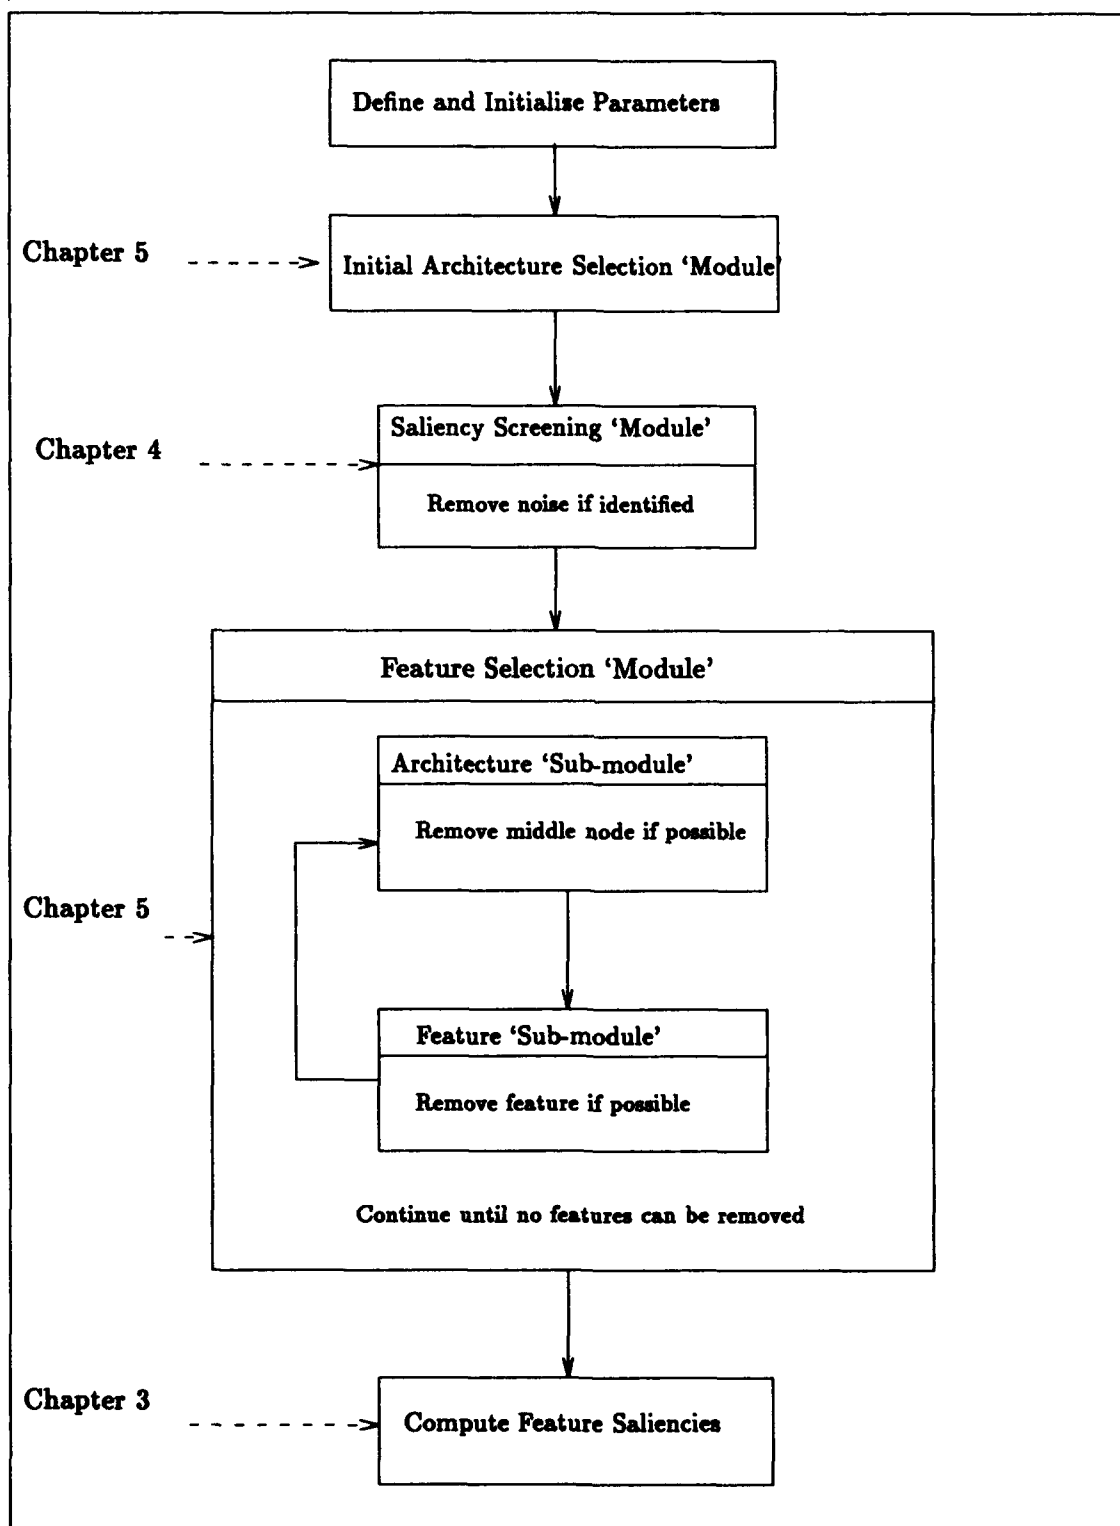 Define and Initialise Parameters
Chapter 5
Initial Architecture Selection ‘Module’
Saliency Screening ‘Module’
Chapter 4
Remove noise if identified
Feature Selection ‘Module’
Architecture ‘Sub-module’
Remove middle node if possible
Chapter 5
Feature ‘Sub-module’
Remove feature if possible
Continue until no features can be removed
Chapter 3
Compute Feature Saliencies